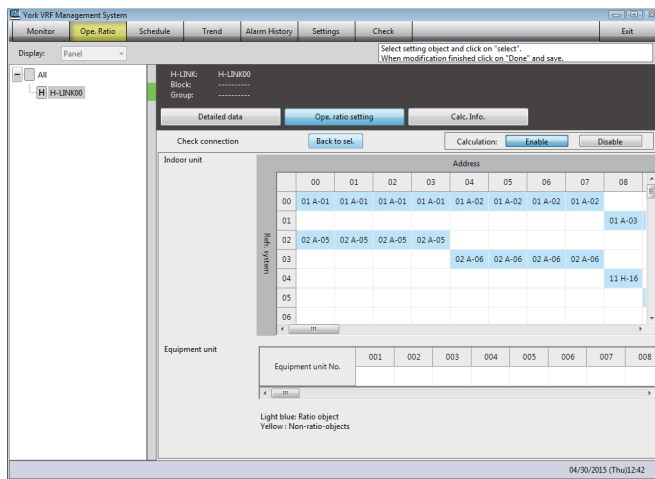 York VRF Management System
Monitor Ope. Ratio Schedule Trend Alarm History Settings Check Exit
Display: Panel
Select setting object and click on "select".
When modification finished click on "Done" and save.
All
H H-LINK00
H-LINK: H-LINK00
Block: ----------
Group: ----------
Detailed data Ope. ratio setting Calc. Info.
Check connection Back to sel. Calculation: Enable Disable
Indoor unit
Address
00 01 02 03 04 05 06 07 08
Refr. system
00 01 A-01 01 A-01 01 A-01 01 A-01 01 A-02 01 A-02 01 A-02 01 A-02
01 01 A-03
02 02 A-05 02 A-05 02 A-05 02 A-05
03 02 A-06 02 A-06 02 A-06 02 A-06
04 11 H-16
05
06
Equipment unit
Equipment unit No. 001 002 003 004 005 006 007 008
Light blue: Ratio object
Yellow : Non-ratio-objects
04/30/2015 (Thu)12:42